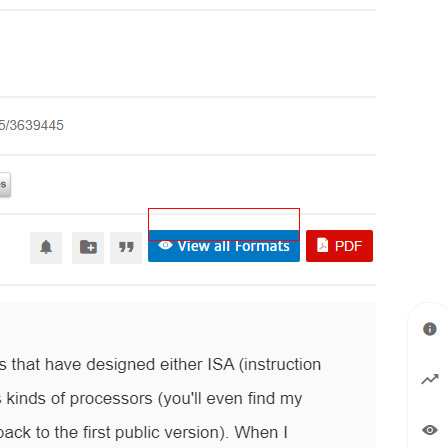 5/3639445
s
View all Formats
PDF
s that have designed either ISA (instruction
s kinds of processors (you'll even find my
back to the first public version). When I